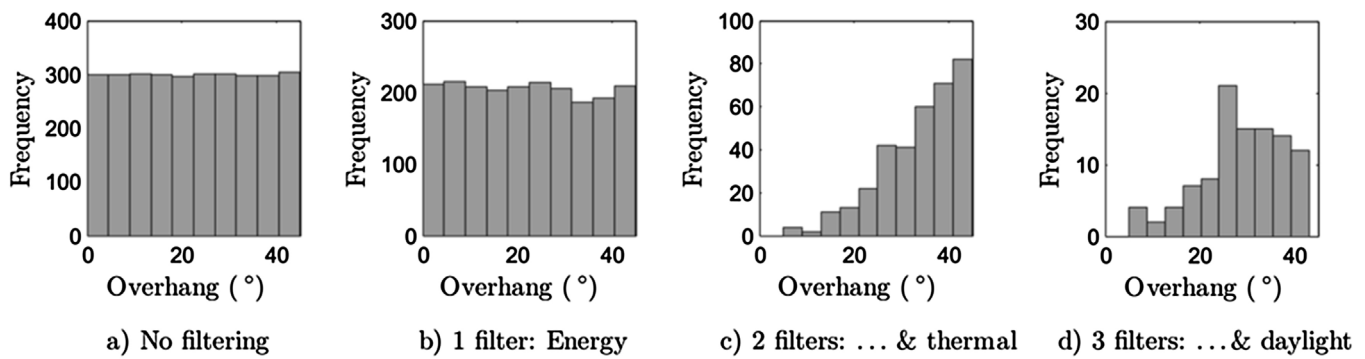 400
300
200
100
0
Frequency
0 20 40
Overhang (°)
a) No filtering
300
200
100
0
Frequency
0 20 40
Overhang (°)
b) 1 filter: Energy
100
80
60
40
20
0
Frequency
0 20 40
Overhang (°)
c) 2 filters: ... & thermal
30
20
10
0
Frequency
0 20 40
Overhang (°)
d) 3 filters: ... & daylight